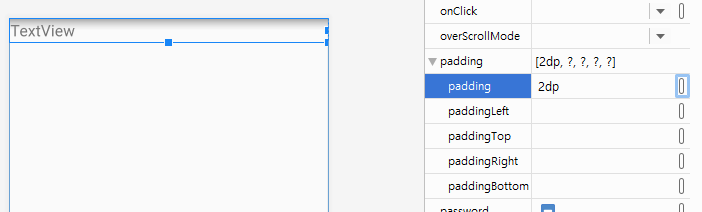 TextView
onClick
overScrollMode
padding [2dp, ?, ?, ?, ?]
padding 2dp
paddingLeft
paddingTop
paddingRight
paddingBottom
password